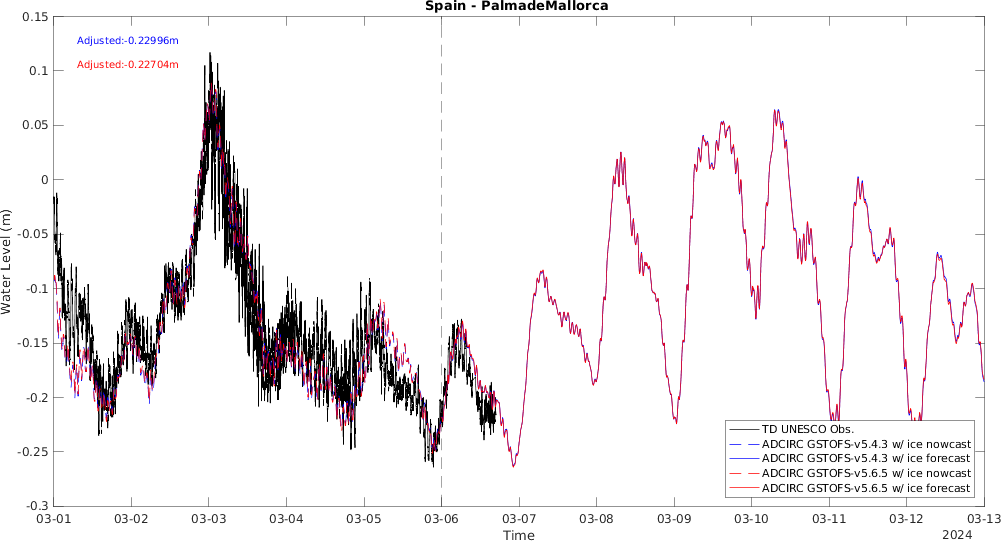 Spain - PalmadeMallorca
Adjusted:-0.22996m
Adjusted:-0.22704m
Water Level (m)
0.15
0.1
0.05
0
-0.05
-0.1
-0.15
-0.2
-0.25
-0.3
TD UNESCO Obs.
ADCIRC GSTOFS-v5.4.3 w/ ice nowcast
ADCIRC GSTOFS-v5.4.3 w/ ice forecast
ADCIRC GSTOFS-v5.6.5 w/ ice nowcast
ADCIRC GSTOFS-v5.6.5 w/ ice forecast
03-01 03-02 03-03 03-04 03-05 03-06 03-07 03-08 03-09 03-10 03-11 03-12 03-13
Time
2024